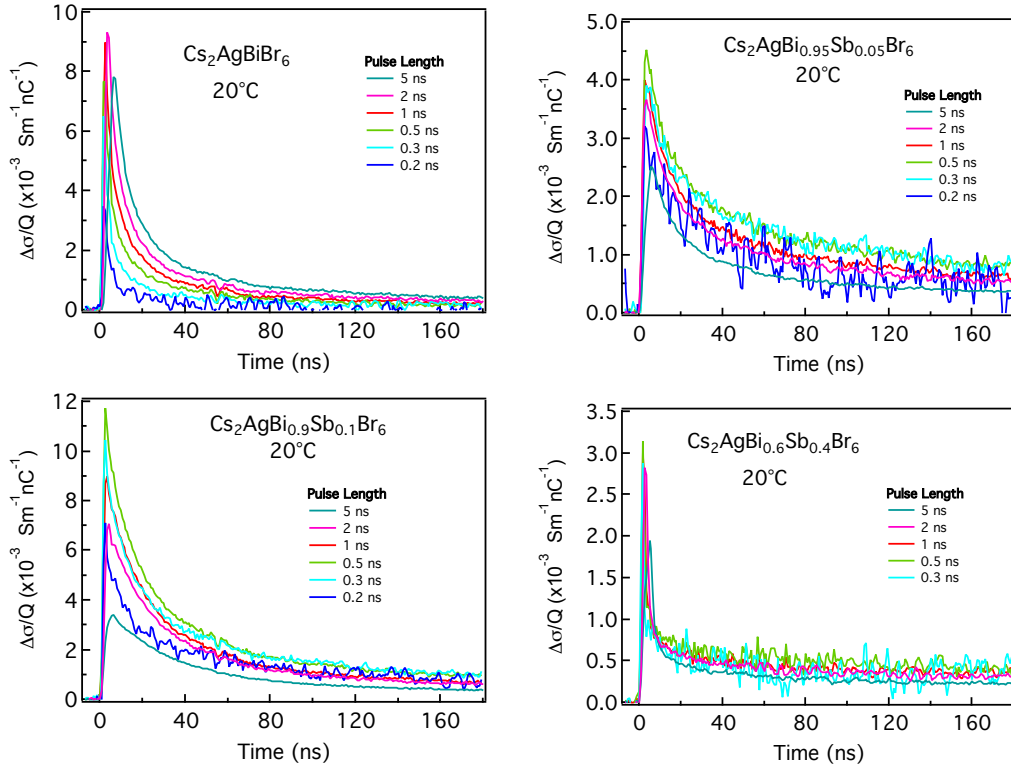 10
8
6
4
2
0
Δσ/Q (x10⁻³ Sm⁻¹nC⁻¹)
Cs₂AgBiBr₆
20°C
Pulse Length
5 ns
2 ns
1 ns
0.5 ns
0.3 ns
0.2 ns
0 40 80 120 160
Time (ns)
5.0
4.0
3.0
2.0
1.0
0.0
Δσ/Q (x10⁻³ Sm⁻¹nC⁻¹)
Cs₂AgBi₀.₉₅Sb₀.₀₅Br₆
20°C
Pulse Length
5 ns
2 ns
1 ns
0.5 ns
0.3 ns
0.2 ns
0 40 80 120 160
Time (ns)
12
10
8
6
4
2
0
Δσ/Q (x10⁻³ Sm⁻¹nC⁻¹)
Cs₂AgBi₀.₉Sb₀.₁Br₆
20°C
Pulse Length
5 ns
2 ns
1 ns
0.5 ns
0.3 ns
0.2 ns
0 40 80 120 160
Time (ns)
3.5
3.0
2.5
2.0
1.5
1.0
0.5
0.0
Δσ/Q (x10⁻³ Sm⁻¹nC⁻¹)
Cs₂AgBi₀.₆Sb₀.₄Br₆
20°C
Pulse Length
5 ns
2 ns
1 ns
0.5 ns
0.3 ns
0 40 80 120 160
Time (ns)